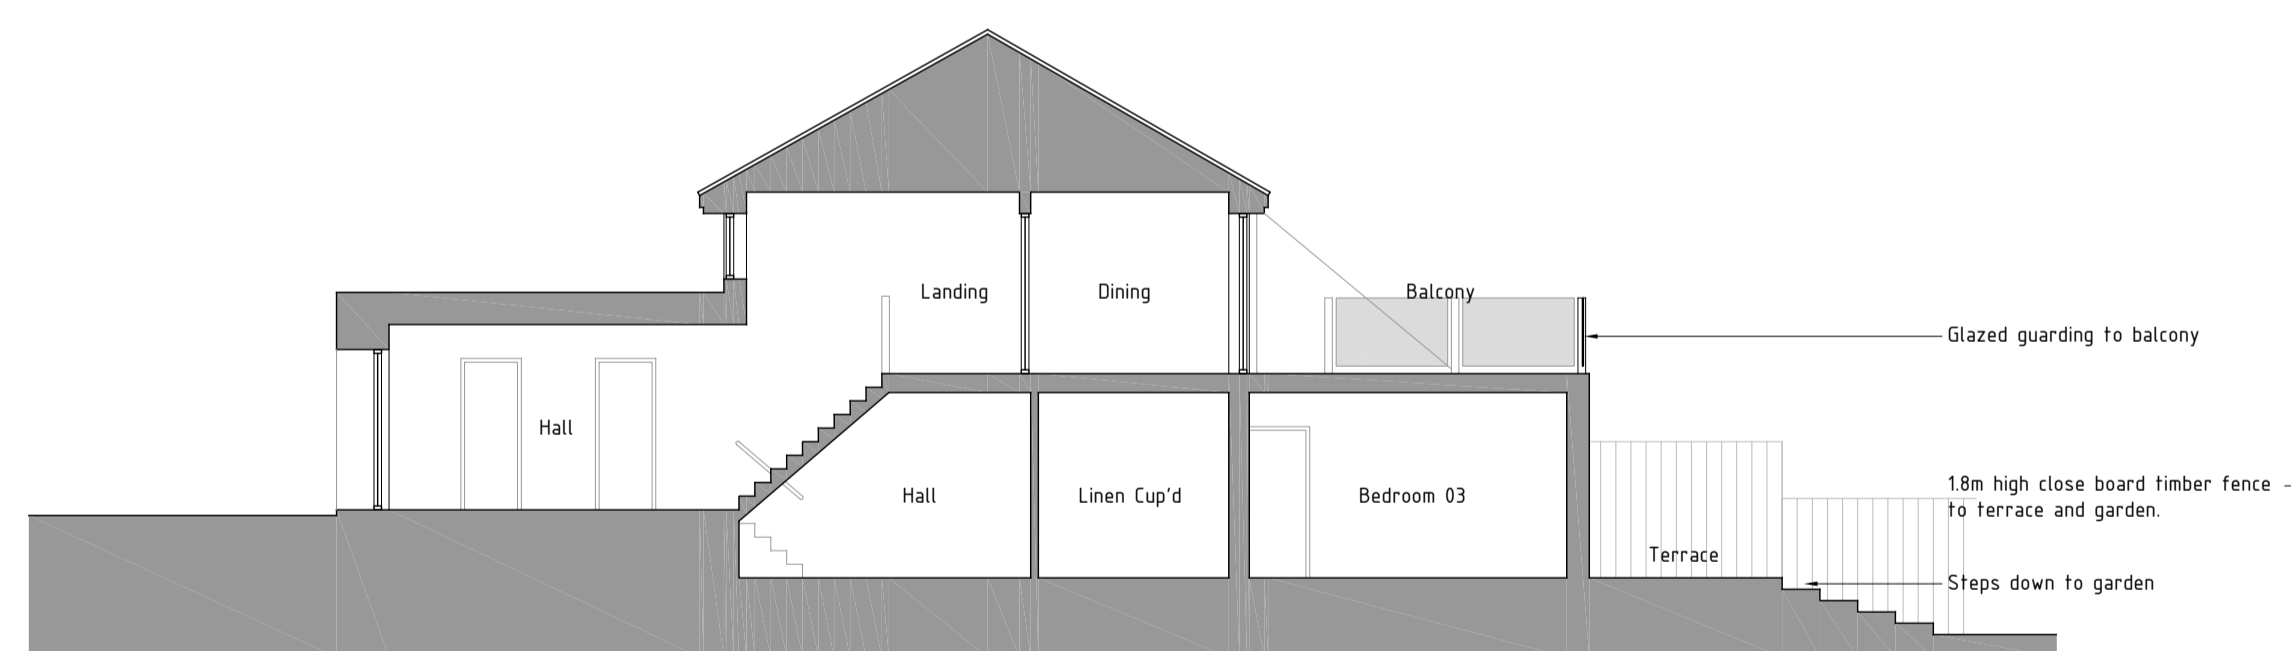 Landing
Dining
Balcony
Glazed guarding to balcony
Hall
Hall
Linen Cup'd
Bedroom 03
1.8m high close board timber fence
to terrace and garden.
Terrace
Steps down to garden